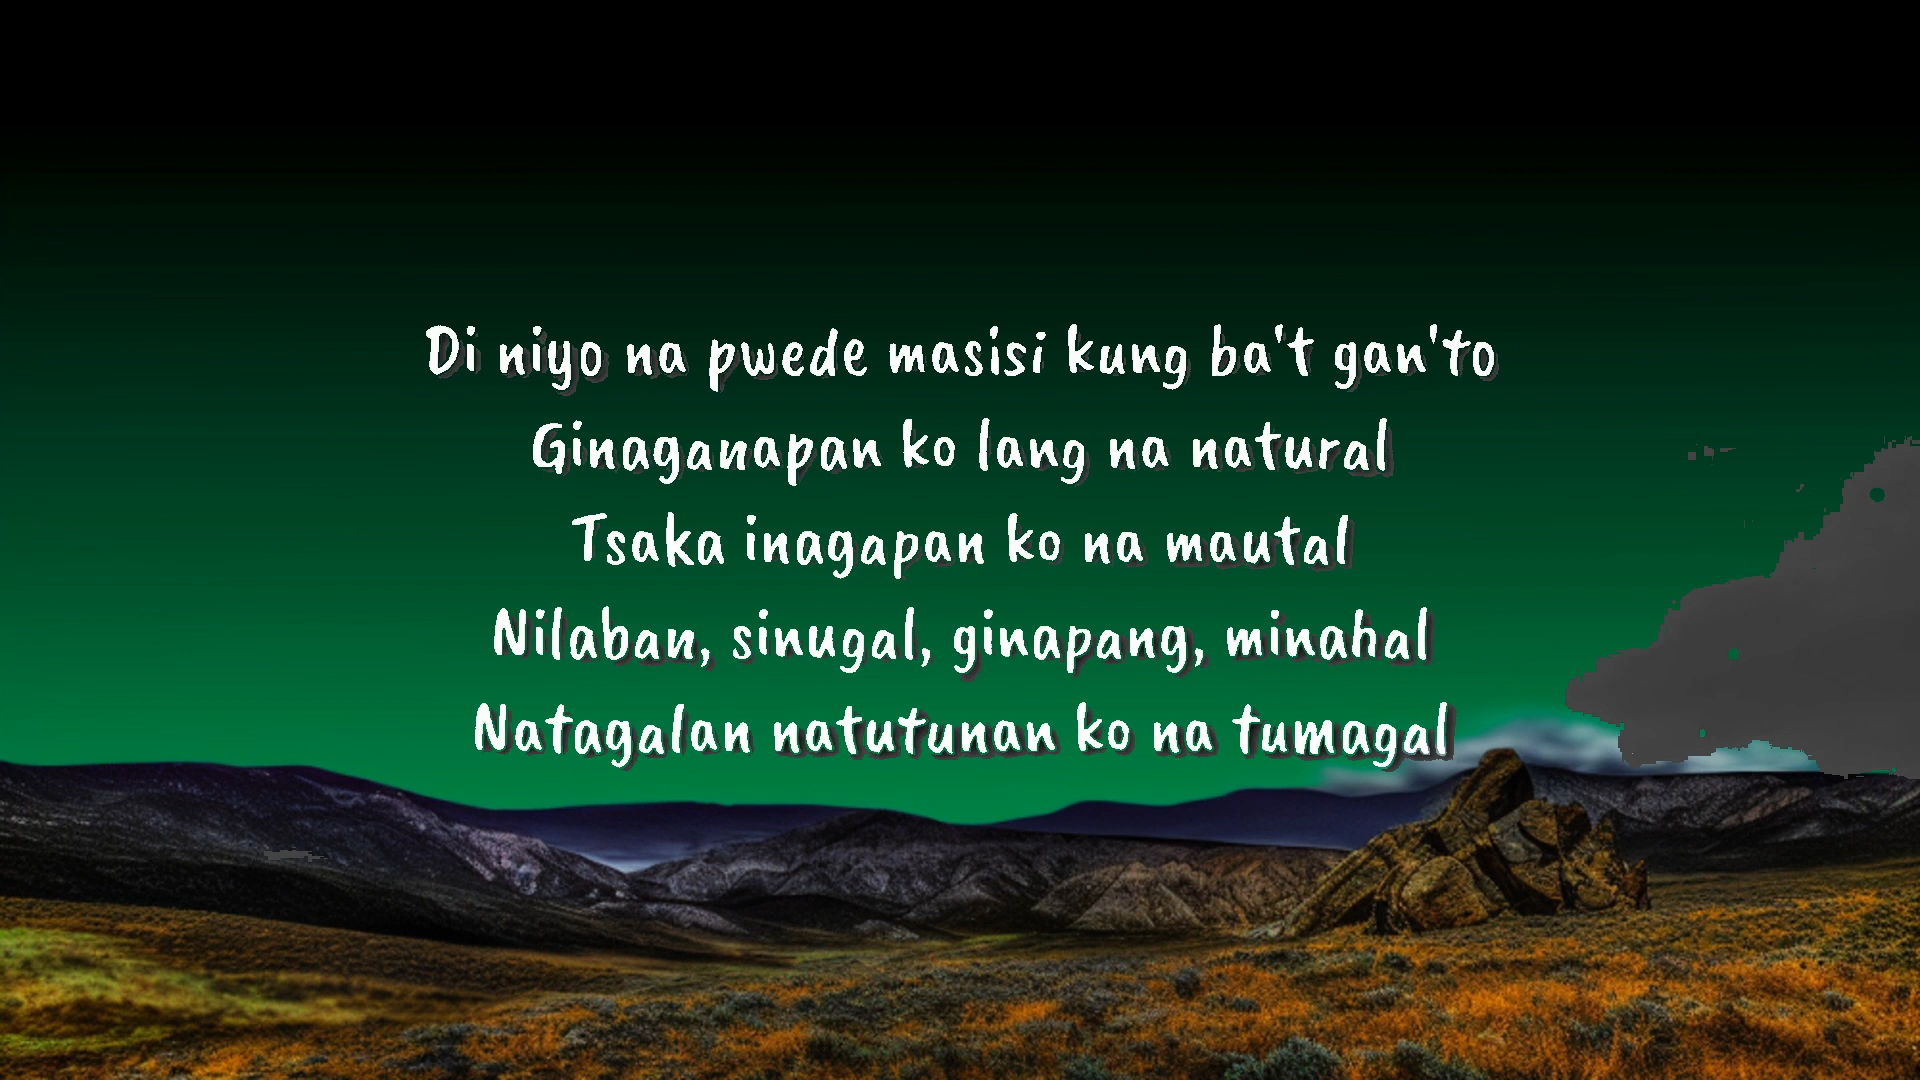 Di niyo na pwede masisi kung ba't gan'to
Ginaganapan ko lang na natural
Tsaka inagapan ko na mautal
Nilaban, sinugal, ginapang, minahal
Natagalan natutunan ko na tumagal